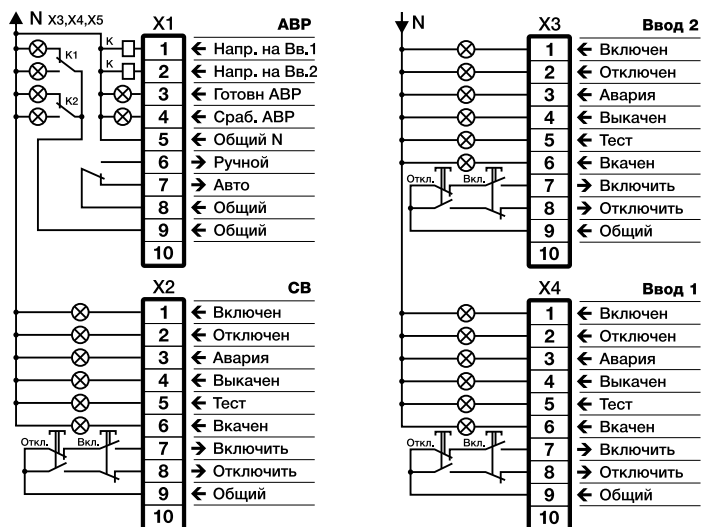 N X3,X4,X5
X1 АВР
K 1 ← Напр. на Вв.1
K1
K 2 ← Напр. на Вв.2
3 ← Готовн АВР
K2
4 ← Сраб. АВР
5 ← Общий N
6 → Ручной
7 → Авто
8 ← Общий
9 ← Общий
10
X2 СВ
1 ← Включен
2 ← Отключен
3 ← Авария
4 ← Выкачен
5 ← Тест
6 ← Вкачен
Откл. Вкл. 7 → Включить
8 → Отключить
9 ← Общий
10
N
X3 Ввод 2
1 ← Включен
2 ← Отключен
3 ← Авария
4 ← Выкачен
5 ← Тест
6 ← Вкачен
Откл. Вкл. 7 → Включить
8 → Отключить
9 ← Общий
10
X4 Ввод 1
1 ← Включен
2 ← Отключен
3 ← Авария
4 ← Выкачен
5 ← Тест
6 ← Вкачен
Откл. Вкл. 7 → Включить
8 → Отключить
9 ← Общий
10